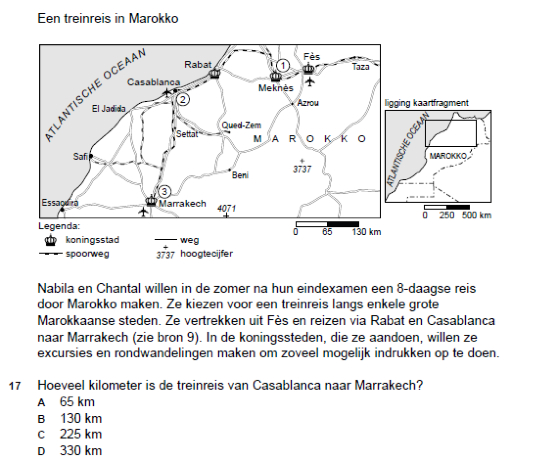 Een treinreis in Marokko
ATLANTISCHE OCEAAN
Rabat
1
Fès
Taza
Casablanca
Meknès
2
El Jadida
Azrou
Settat
Oued-Zem
M A R O K K O
Safi
3737
Beni
3
Essaouira
Marrakech
4071
ligging kaartfragment
ATLANTISCHE OCEAAN
MAROKKO
0 250 500 km
0 65 130 km
Legenda:
koningsstad
weg
spoorweg
3737 hoogtecijfer
Nabila en Chantal willen in de zomer na hun eindexamen een 8-daagse reis
door Marokko maken. Ze kiezen voor een treinreis langs enkele grote
Marokkaanse steden. Ze vertrekken uit Fès en reizen via Rabat en Casablanca
naar Marrakech (zie bron 9). In de koningssteden, die ze aandoen, willen ze
excursies en rondwandelingen maken om zoveel mogelijk indrukken op te doen.
17 Hoeveel kilometer is de treinreis van Casablanca naar Marrakech?
A 65 km
B 130 km
C 225 km
D 330 km